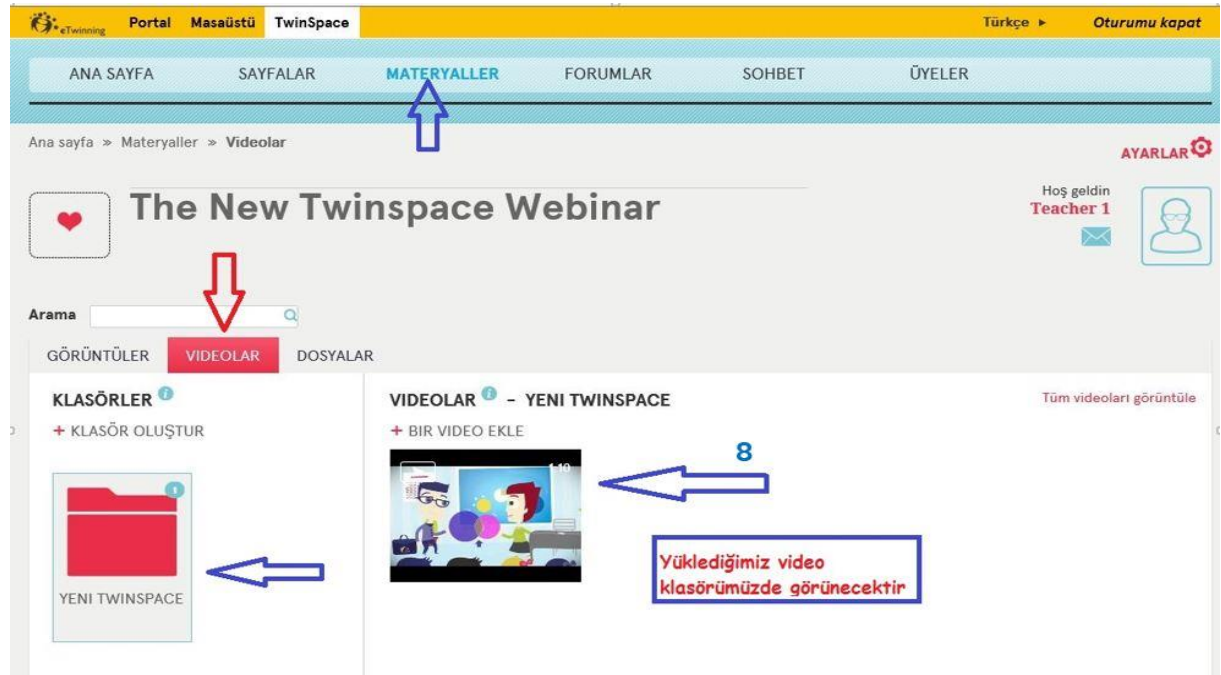 eTwinning Portal Masaüstü TwinSpace Türkçe ► Oturumu kapat
ANA SAYFA SAYFALAR MATERYALLER FORUMLAR SOHBET ÜYELER
Ana sayfa » Materyaller » Videolar
AYARLAR
The New Twinspace Webinar
Hoş geldin
Teacher 1
Arama
GÖRÜNTÜLER VIDEOLAR DOSYALAR
KLASÖRLER i
+ KLASÖR OLUŞTUR
1
YENI TWINSPACE
VIDEOLAR i - YENI TWINSPACE
Tüm videoları görüntüle
+ BIR VIDEO EKLE
1:10
8
Yüklediğimiz video
klasörümüzde görünecektir